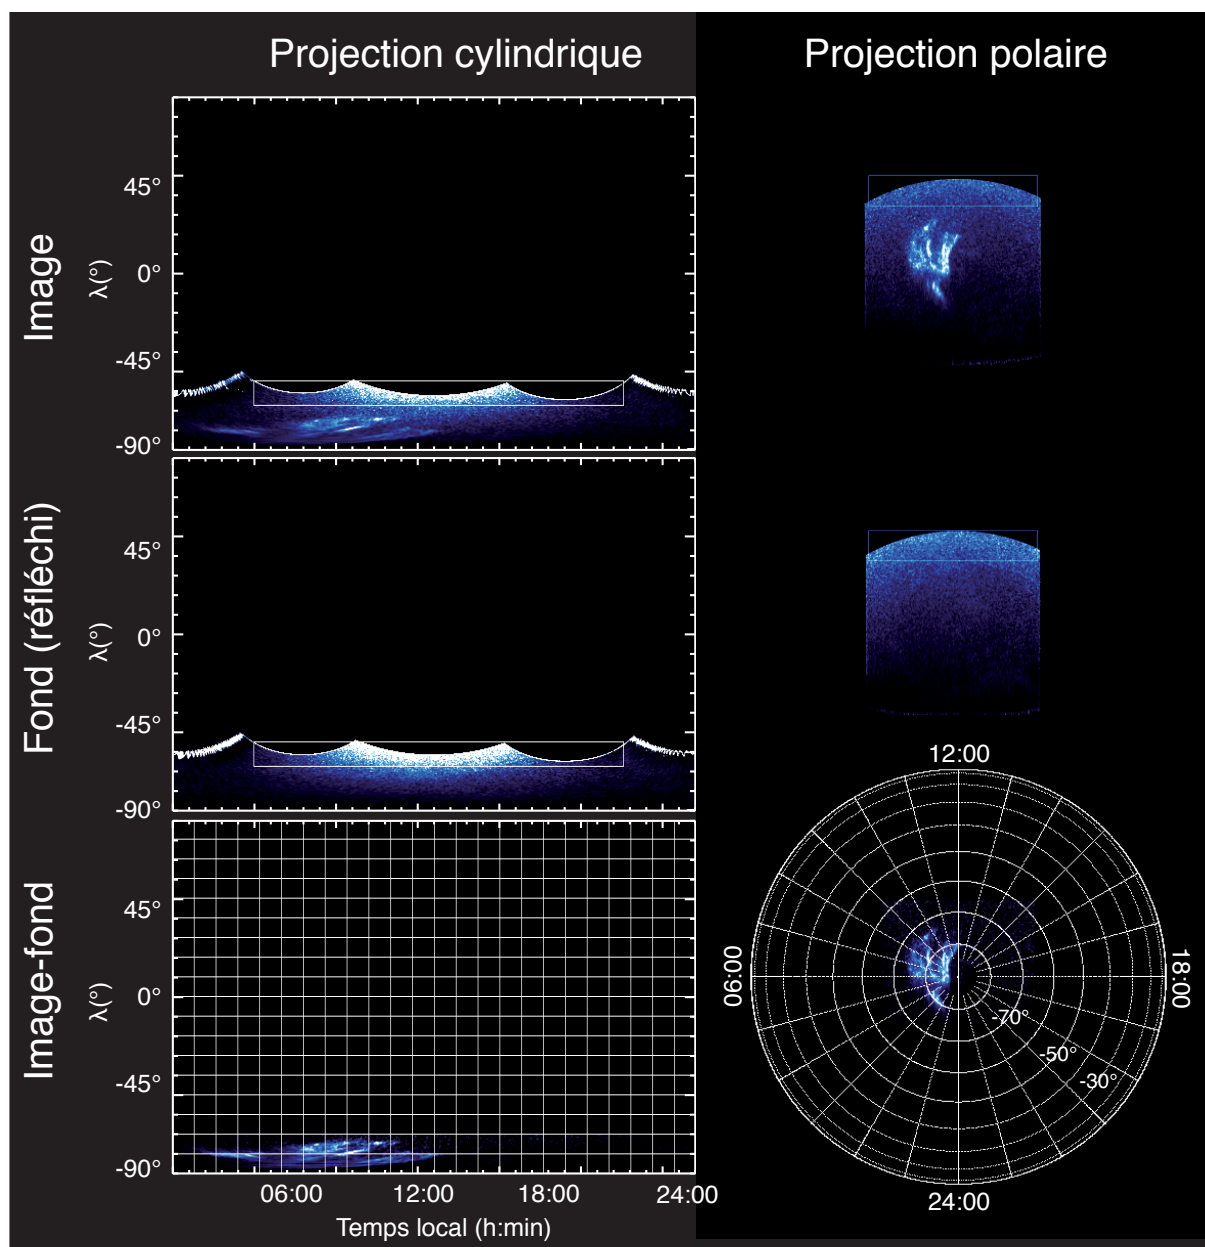 Projection cylindrique
Projection polaire
Image
λ(°)
45°
0°
-45°
-90°
Fond (réfléchi)
λ(°)
45°
0°
-45°
-90°
Image-fond
λ(°)
45°
0°
-45°
-90°
06:00
12:00
18:00
24:00
Temps local (h:min)
12:00
06:00
18:00
-70°
-50°
-30°
24:00